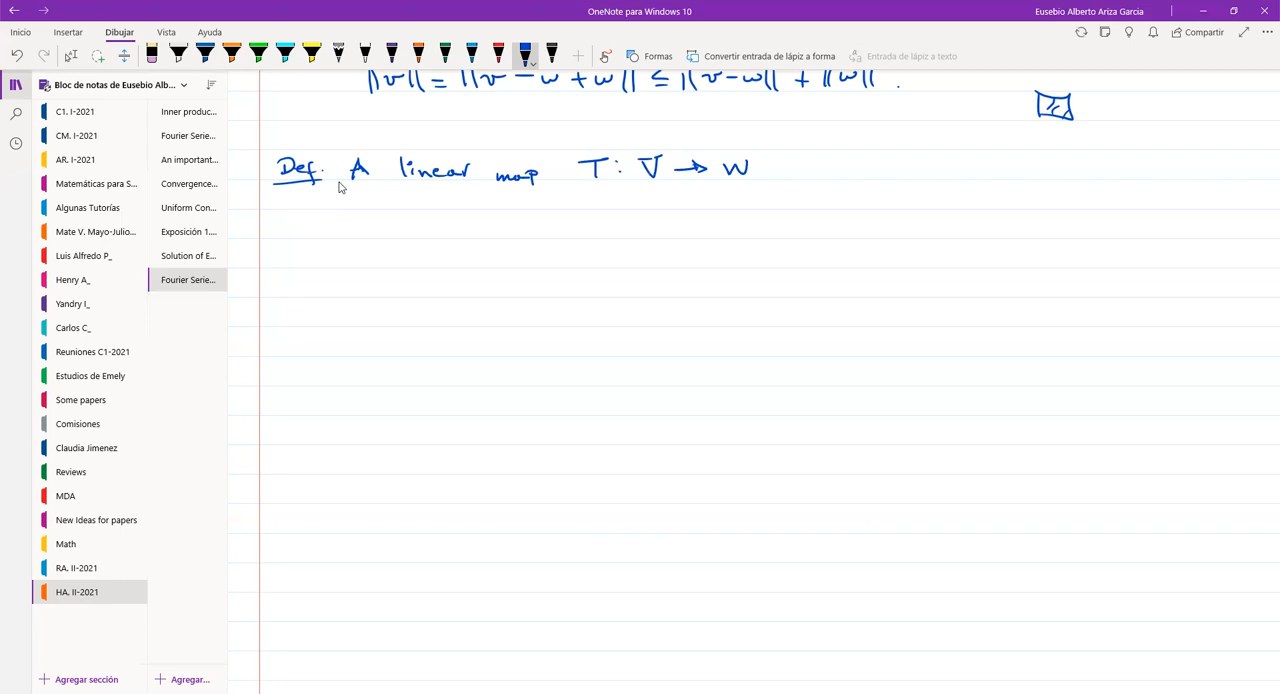 OneNote para Windows 10
Eusebio Alberto Ariza Garcia
Inicio
Insertar
Dibujar
Vista
Ayuda
Compartir
Formas
Convertir entrada de lápiz a forma
Entrada de lápiz a texto
Bloc de notas de Eusebio Alb...
C1. I-2021
CM. I-2021
AR. I-2021
Matemáticas para S...
Algunas Tutorías
Mate V. Mayo-Julio...
Luis Alfredo P_
Henry A_
Yandry I_
Carlos C_
Reuniones C1-2021
Estudios de Emely
Some papers
Comisiones
Claudia Jimenez
Reviews
MDA
New Ideas for papers
Math
RA. II-2021
HA. II-2021
Agregar sección
Inner produc...
Fourier Serie...
An important...
Convergence...
Uniform Con...
Exposición 1....
Solution of E...
Fourier Serie...
Agregar...
||v|| = ||v - w + w|| ≤ ||v-w|| + ||w|| .
Def. A linear map T: V → W